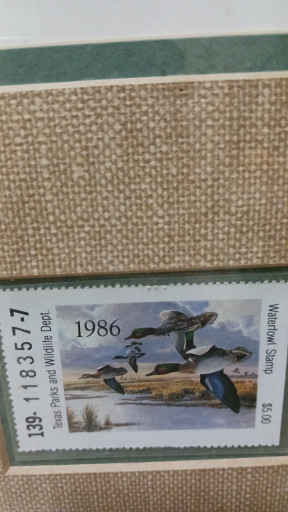 139- 118357-7
Texas Parks and Wildlife Dept.
1986
Waterfowl Stamp
$5.00